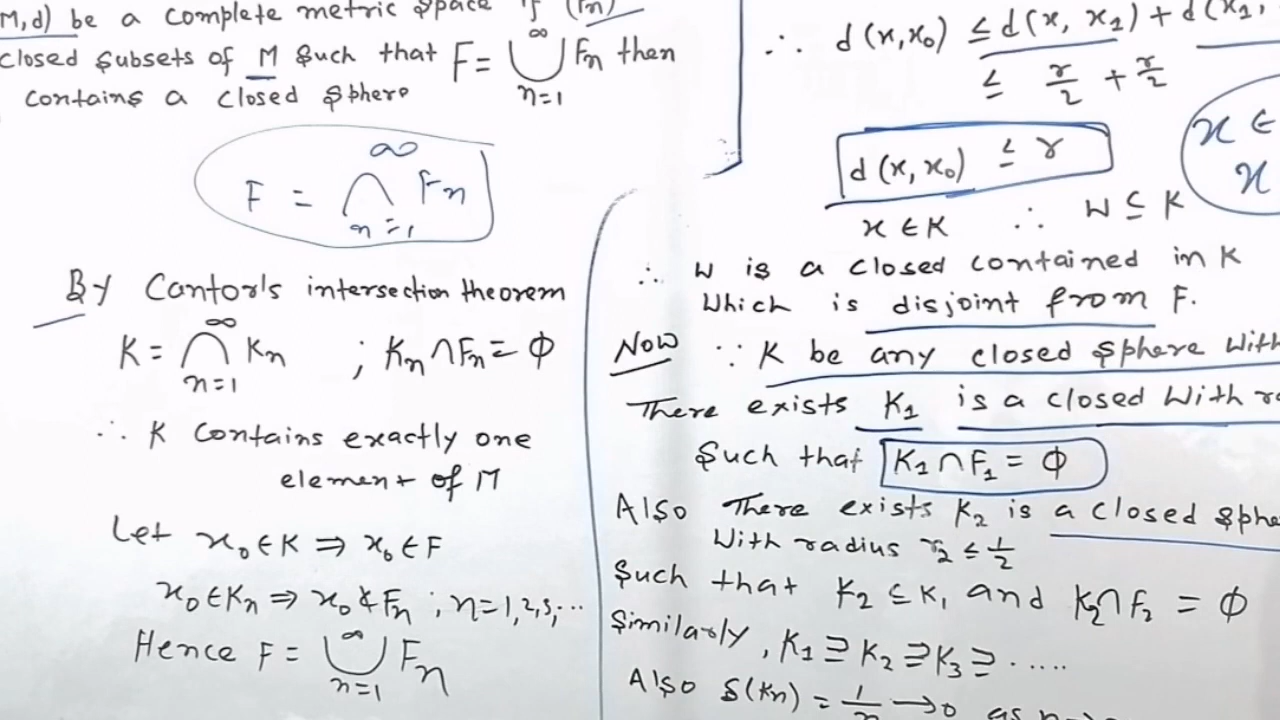 M,d) be a complete metric space if (Fn)
closed subsets of M such that F = ∞⋃n=1 Fn then
contains a closed sphere
F = ∞⋂n=1 Fn
By Cantor's intersection theorem
K = ∞⋂n=1 Kn ; Kn ∩ Fn = ϕ
∴ K contains exactly one
element of M
Let x₀ ∈ K ⇒ x₀ ∈ F
x₀ ∈ Kn ⇒ x₀ ∉ Fn ; n=1,2,3,...
Hence F = ∞⋃n=1 Fn
∴ d(x,x₀) ≤ d(x, x₁) + d(x₁,
≤ r/2 + r/2
d(x, x₀) ≤ r
x ∈
x
x ∈ K ∴ W ⊆ K
∴ W is a closed contained in K
Which is disjoint from F.
Now ∵ K be any closed sphere with
There exists K₁ is a closed with
such that K₁ ∩ F₁ = ϕ
Also There exists K₂ is a closed sphe
With radius r₂ ≤ 1/2
such that K₂ ⊆ K₁ and K₂ ∩ F₂ = ϕ
Similarly, K₁ ⊇ K₂ ⊇ K₃ ⊇ .....
Also S(Kn) = 1/n → 0 as n→